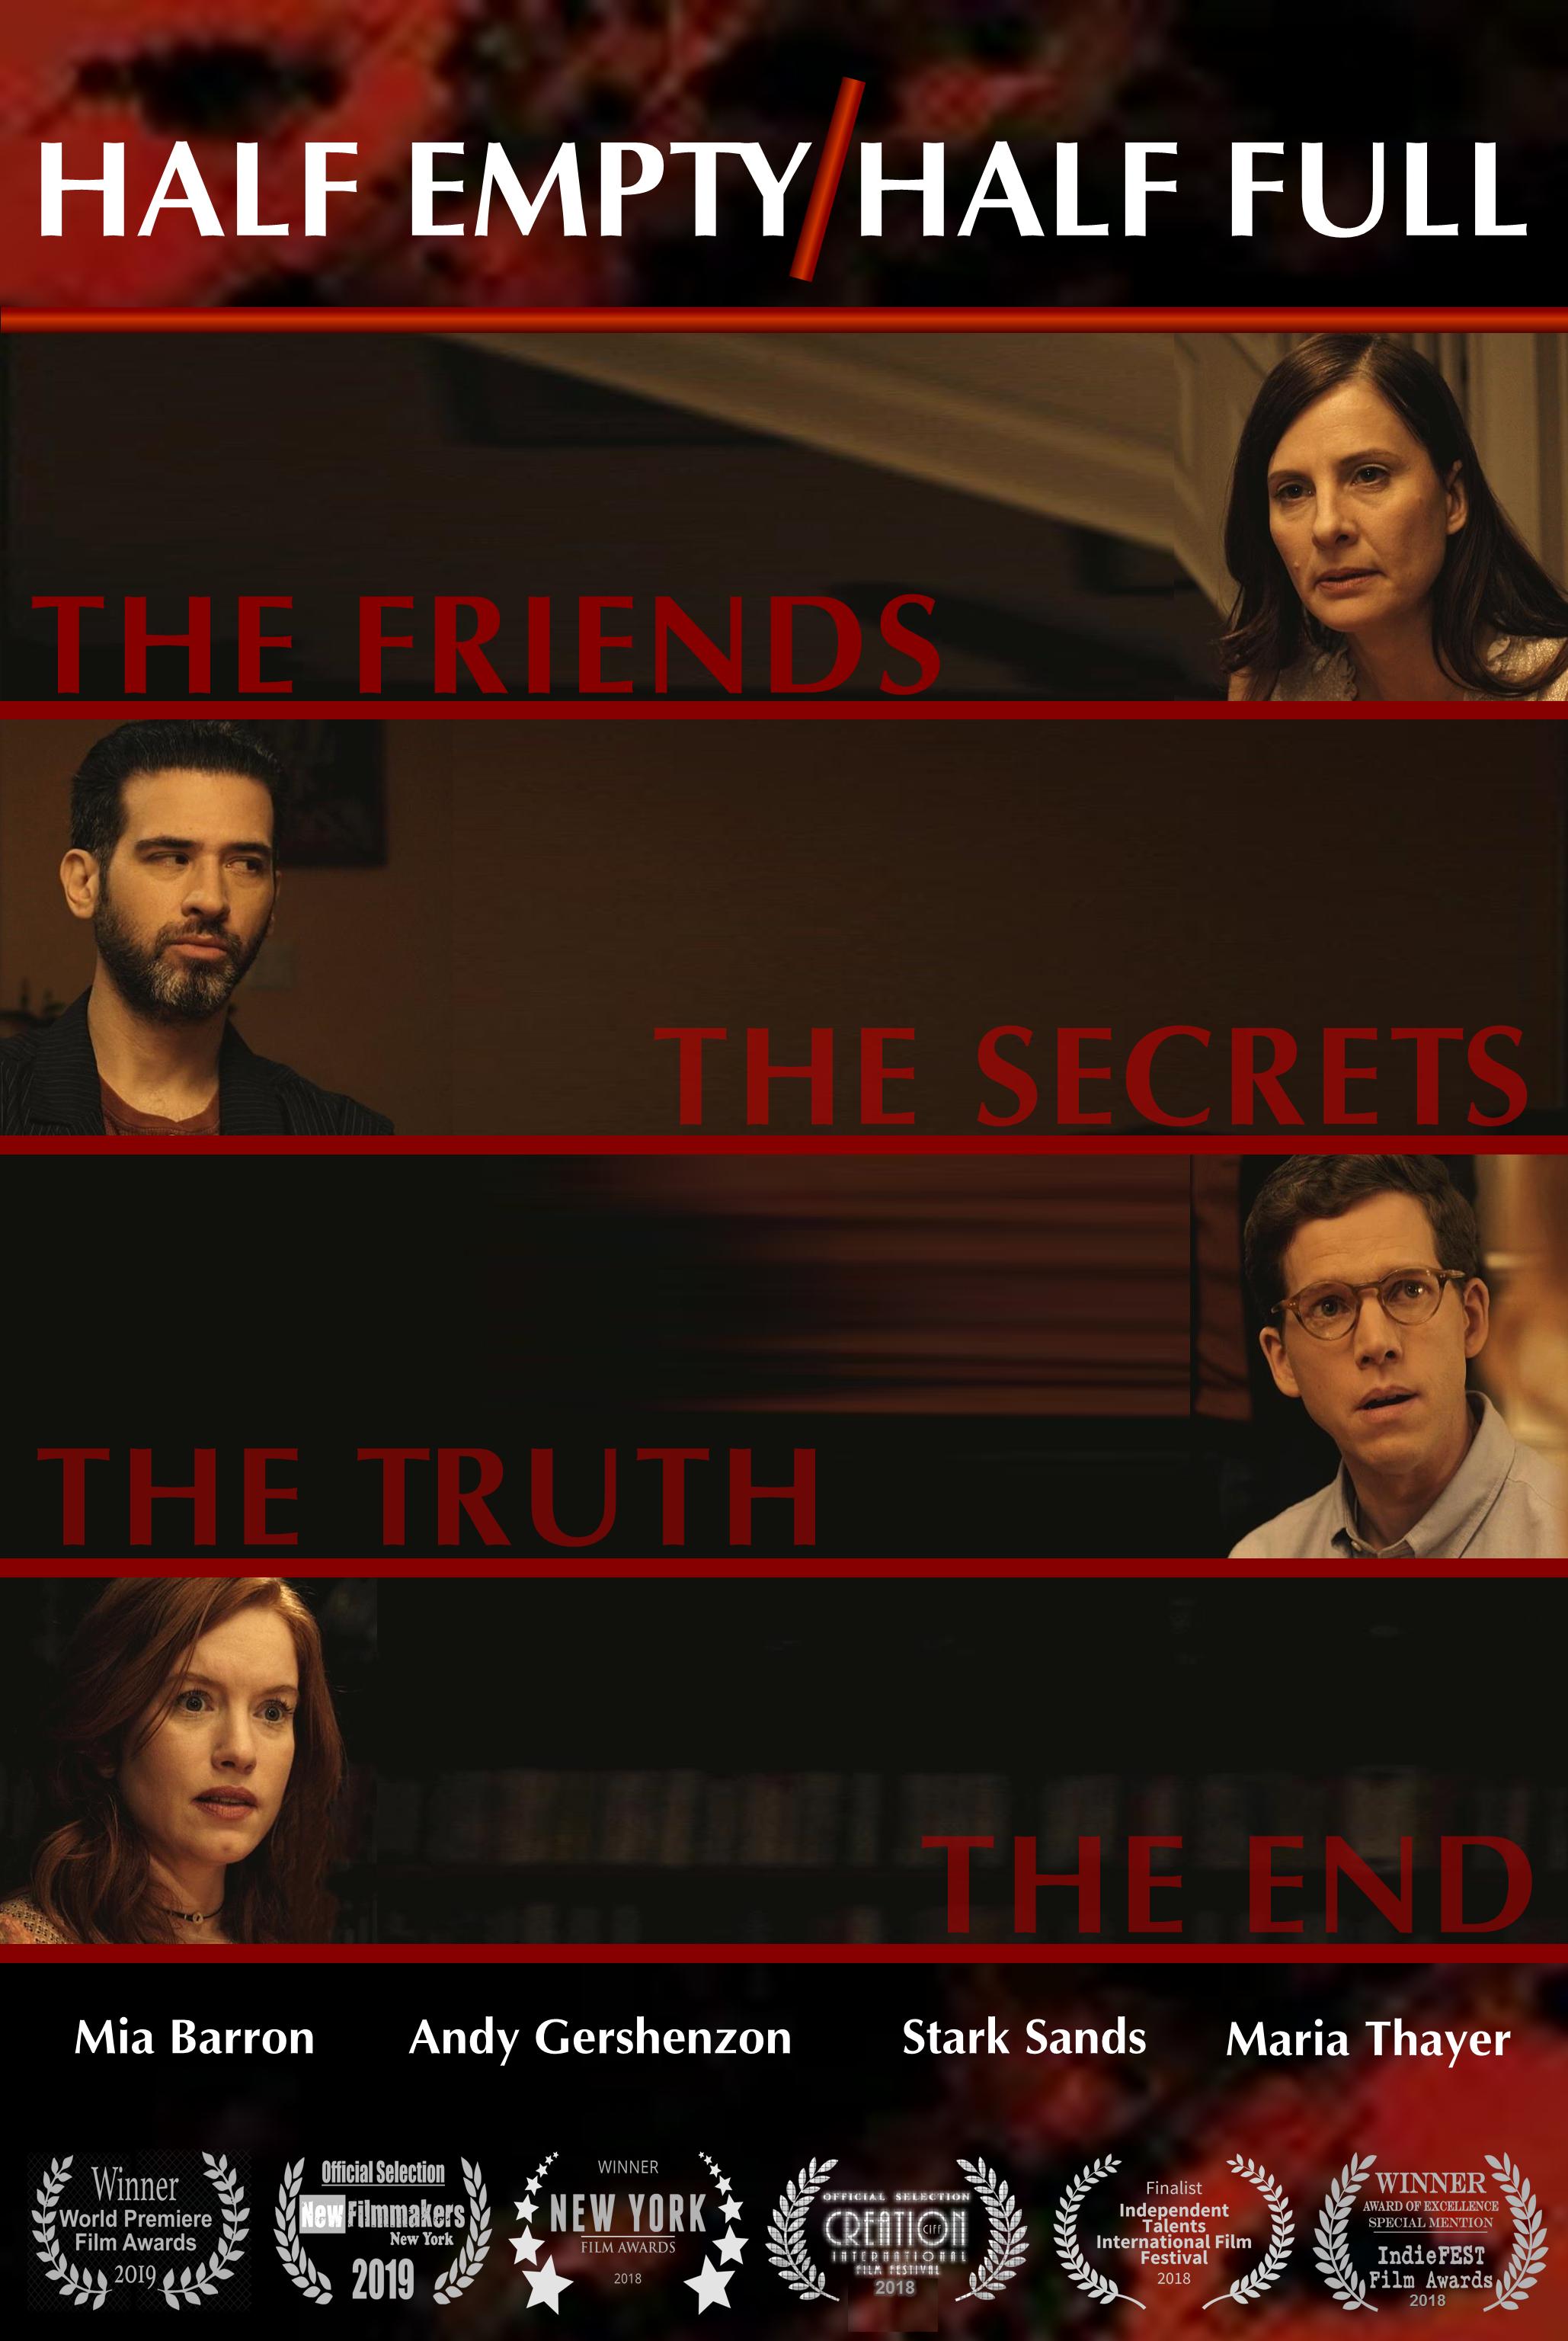 HALF EMPTY/HALF FULL
THE FRIENDS
THE SECRETS
THE TRUTH
THE END
Mia Barron Andy Gershenzon Stark Sands Maria Thayer
Winner
World Premiere
Film Awards
2019
Official Selection
NewFilmmakers
New York
2019
WINNER
NEW YORK
FILM AWARDS
2018
OFFICIAL SELECTION
CREATION CIFF
INTERNATIONAL
FILM FESTIVAL
2018
Finalist
Independent
Talents
International Film
Festival
2018
WINNER
AWARD OF EXCELLENCE
SPECIAL MENTION
IndieFEST
Film Awards
2018